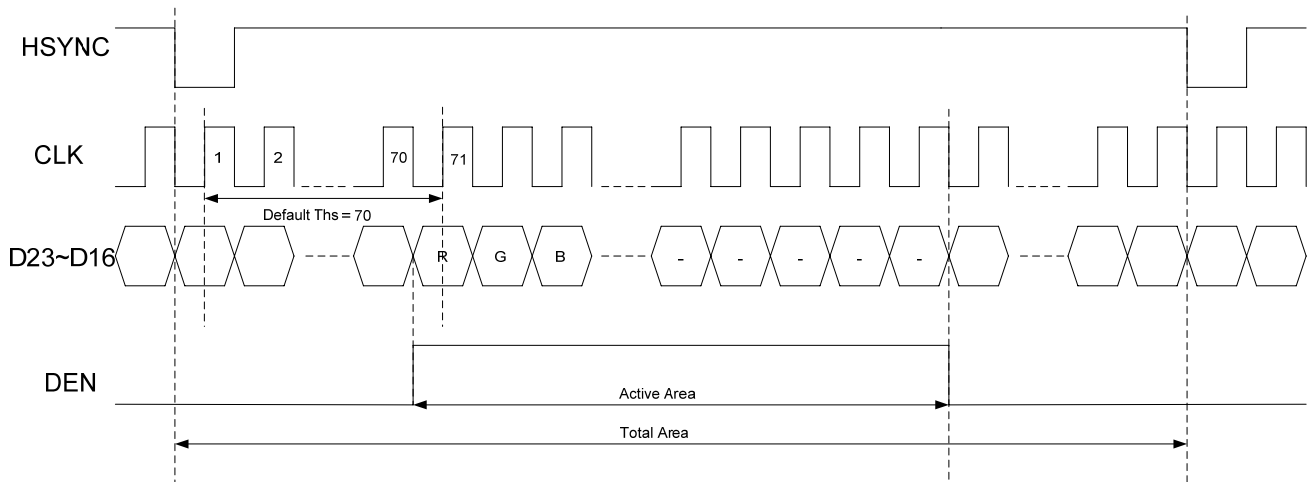 HSYNC
CLK
1 2 70 71
Default Ths = 70
D23~D16
R G B - - - - -
DEN
Active Area
Total Area